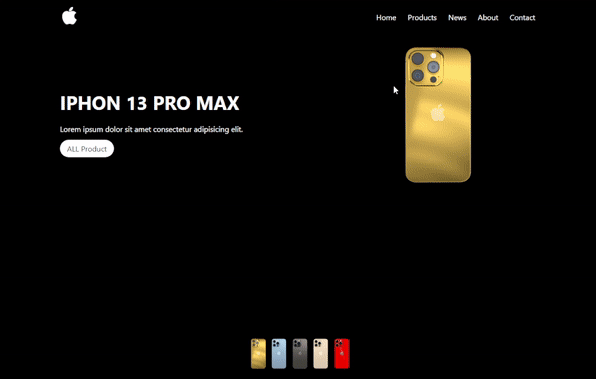 Home Products News About Contact
IPHON 13 PRO MAX
Lorem ipsum dolor sit amet consectetur adipisicing elit.
ALL Product